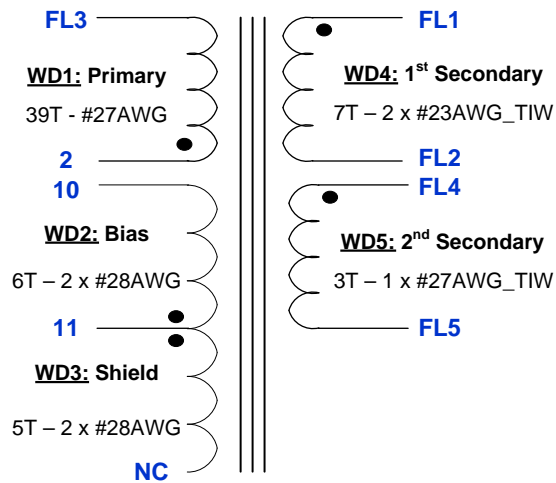 FL3
WD1: Primary
39T - #27AWG
2
10
WD2: Bias
6T – 2 x #28AWG
11
WD3: Shield
5T – 2 x #28AWG
NC
FL1
WD4: 1st Secondary
7T – 2 x #23AWG_TIW
FL2
FL4
WD5: 2nd Secondary
3T – 1 x #27AWG_TIW
FL5